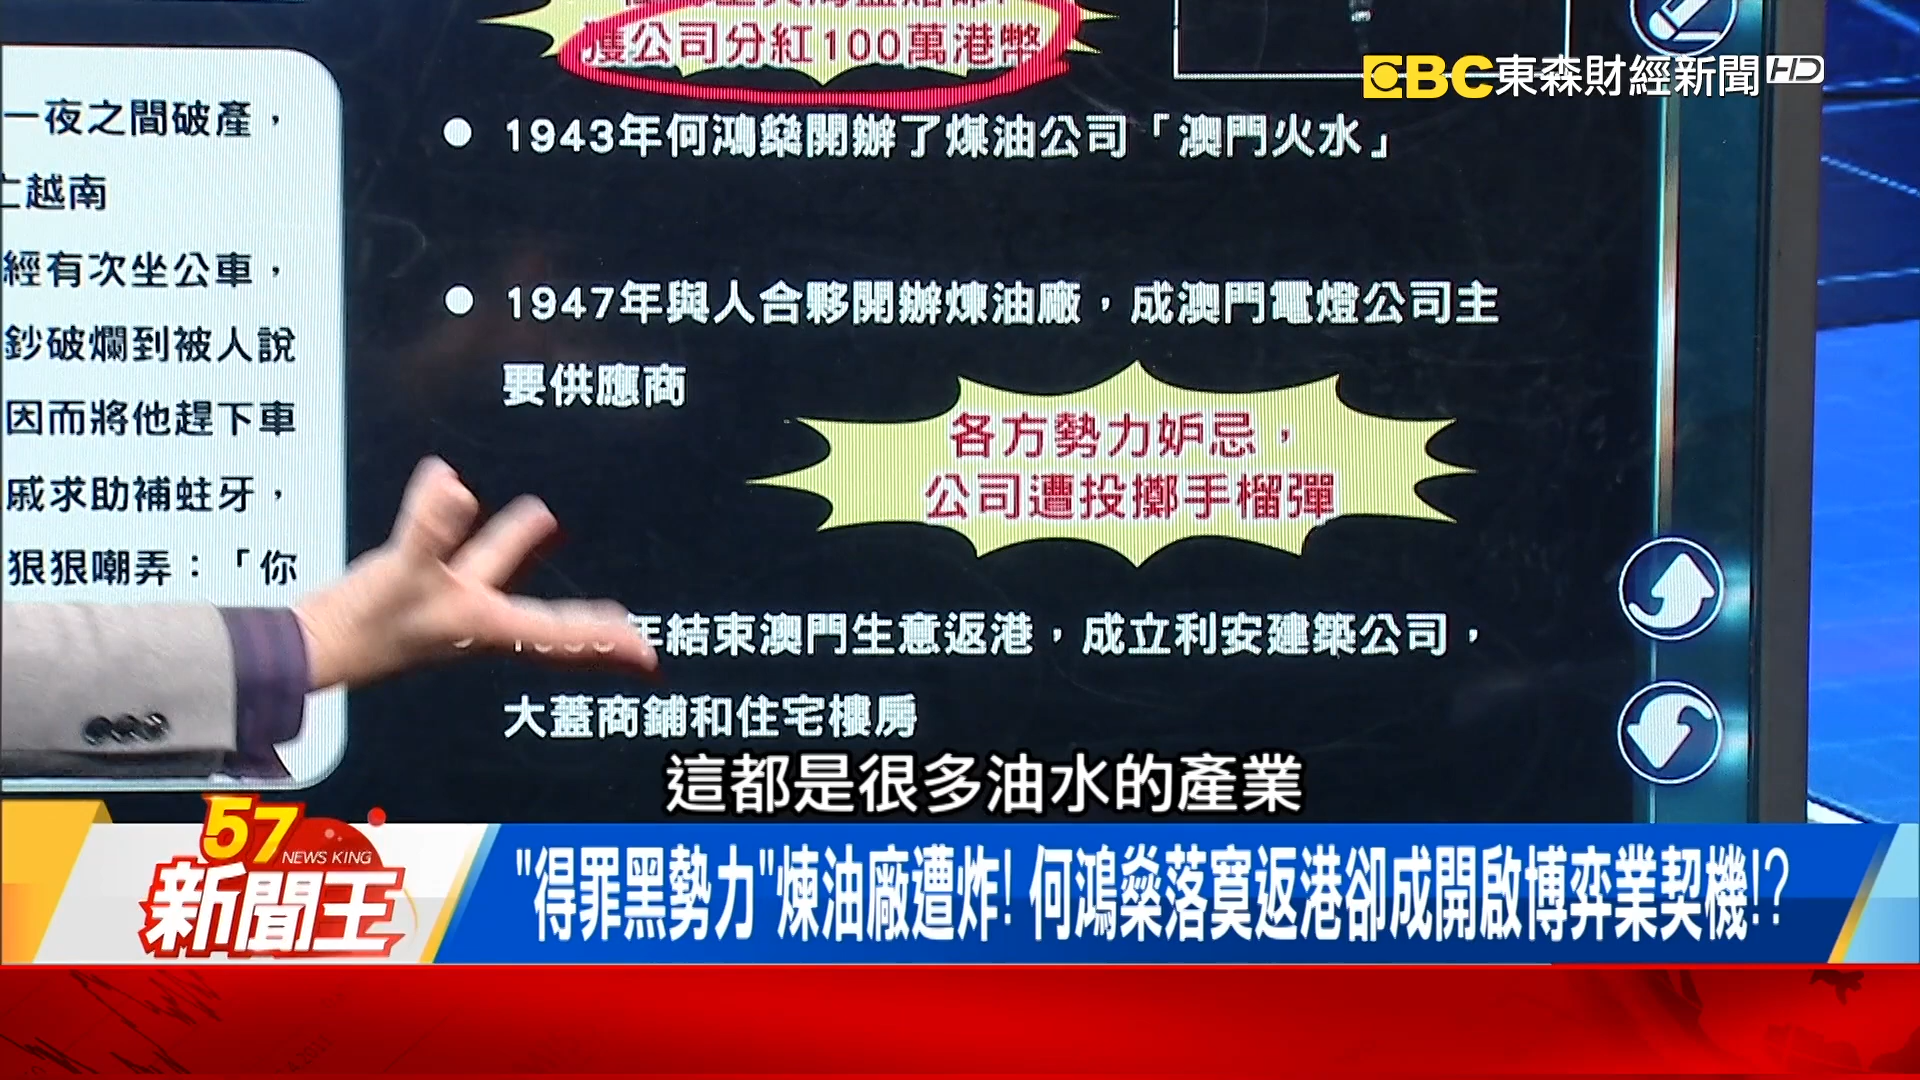 獲公司分紅100萬港幣
EBC東森財經新聞HD
一夜之間破產，
亡越南
經有次坐公車，
鈔破爛到被人說
因而將他趕下車
戚求助補蛀牙，
狠狠嘲弄：「你
1943年何鴻燊開辦了煤油公司「澳門火水」
1947年與人合夥開辦煉油廠，成澳門電燈公司主
要供應商
各方勢力妒忌，
公司遭投擲手榴彈
年結束澳門生意返港，成立利安建築公司，
大蓋商鋪和住宅樓房
這都是很多油水的產業
57
NEWS KING
新聞王
"得罪黑勢力"煉油廠遭炸! 何鴻燊落寞返港卻成開啟博弈業契機!?